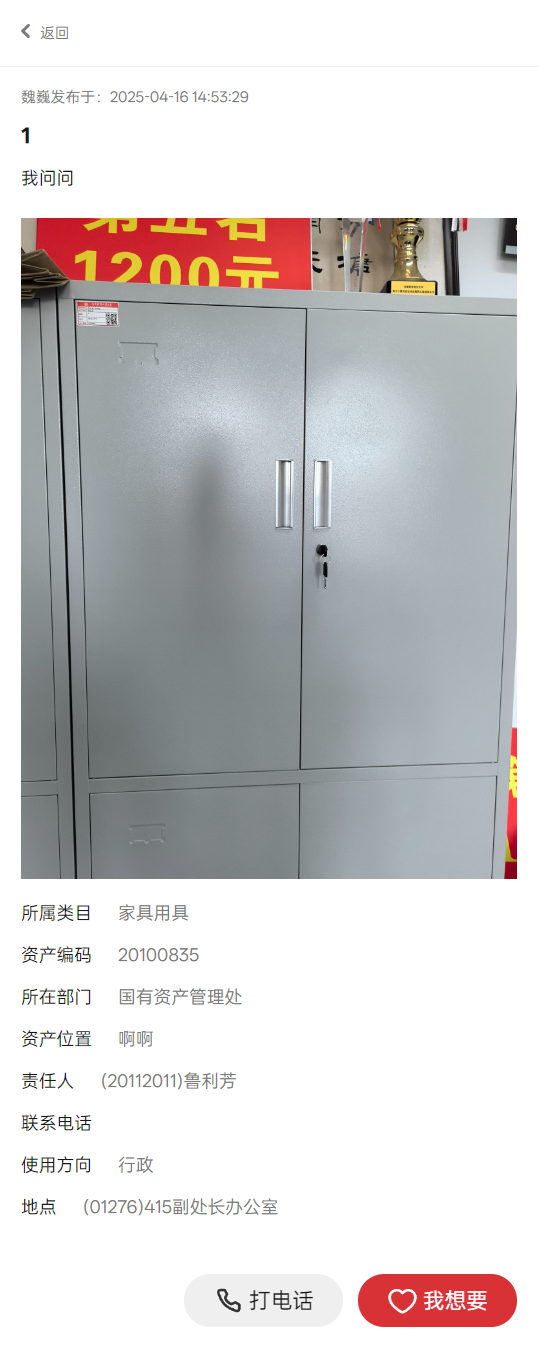 返回
魏巍发布于：2025-04-16 14:53:29
1
我问问
第五名
1200元
所属类目 家具用具
资产编码 20100835
所在部门 国有资产管理处
资产位置 啊啊
责任人 (20112011)鲁利芳
联系电话
使用方向 行政
地点 (01276)415副处长办公室
打电话
我想要